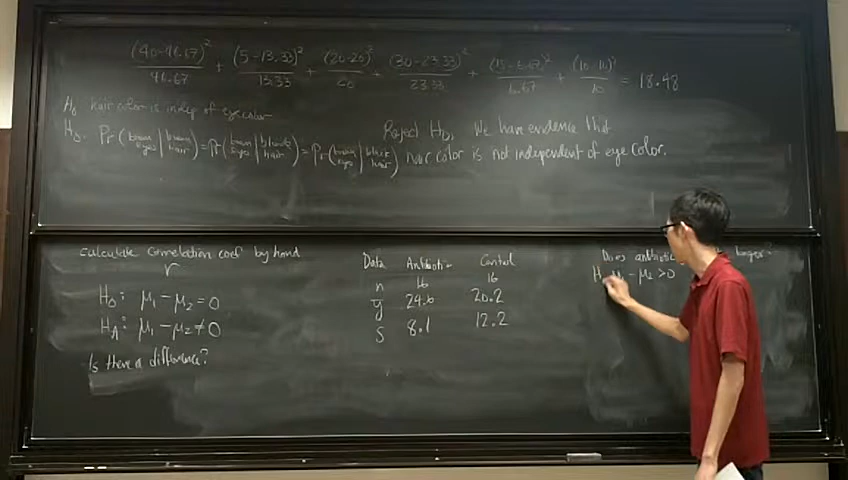 (40-46.67)²/46.67 + (5-13.33)²/13.33 + (20-20)²/20 + (30-23.33)²/23.33 + (15-6.67)²/6.67 + (10-10)²/10 = 18.48
H₀ hair color is indep of eye color
H₀: Pr(brown eyes | brown hair) = Pr(brown eyes | blonde hair) = Pr(brown eyes | black hair)
Reject H₀, We have evidence that
hair color is not independent of eye color.
calculate correlation coef by hand
r
H₀: μ₁ - μ₂ = 0
H_A: μ₁ - μ₂ ≠ 0
Is there a difference?
Data Antibiotic Control
n 16 16
ȳ 24.6 20.2
S 8.1 12.2
Does antibiotic
H μ₁ - μ₂ > 0